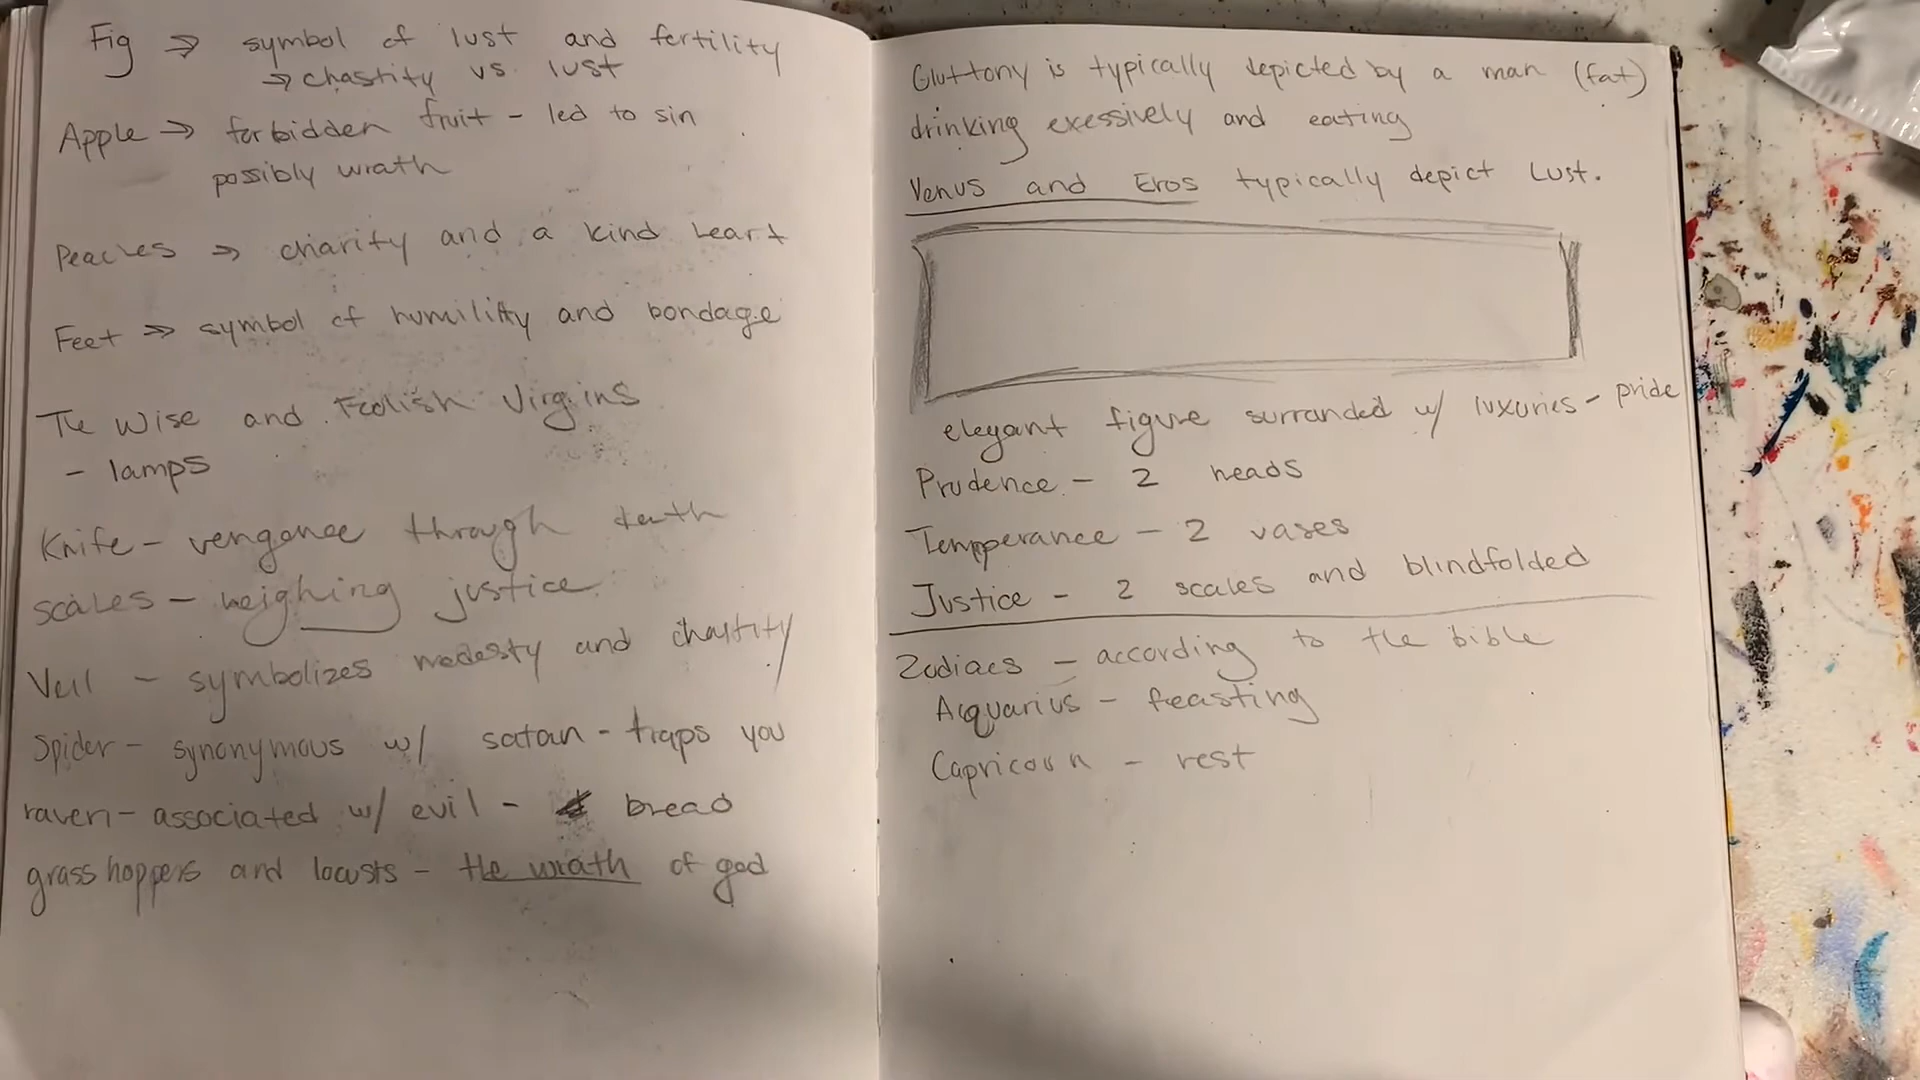 Fig → symbol of lust and fertility
→ chastity vs. lust
Apple → forbidden fruit - led to sin
possibly wrath
Peaches → charity and a kind heart
Feet → symbol of humility and bondage
The Wise and Foolish Virgins
- lamps
Knife - vengence through death
scales - weighing justice.
Veil - symbolizes modesty and chastity
Spider - synonymous w/ satan - traps you
raven - associated w/ evil - bread
grasshoppers and locusts - the wrath of god
Gluttony is typically depicted by a man (fat)
drinking exessively and eating
Venus and Eros typically depict Lust.
elegant figure surranded w/ luxuries - pride
Prudence - 2 heads
Tempperance - 2 vases
Justice - 2 scales and blindfolded
Zodiacs - according to the bible
Acquarius - feasting
Capricorn - rest